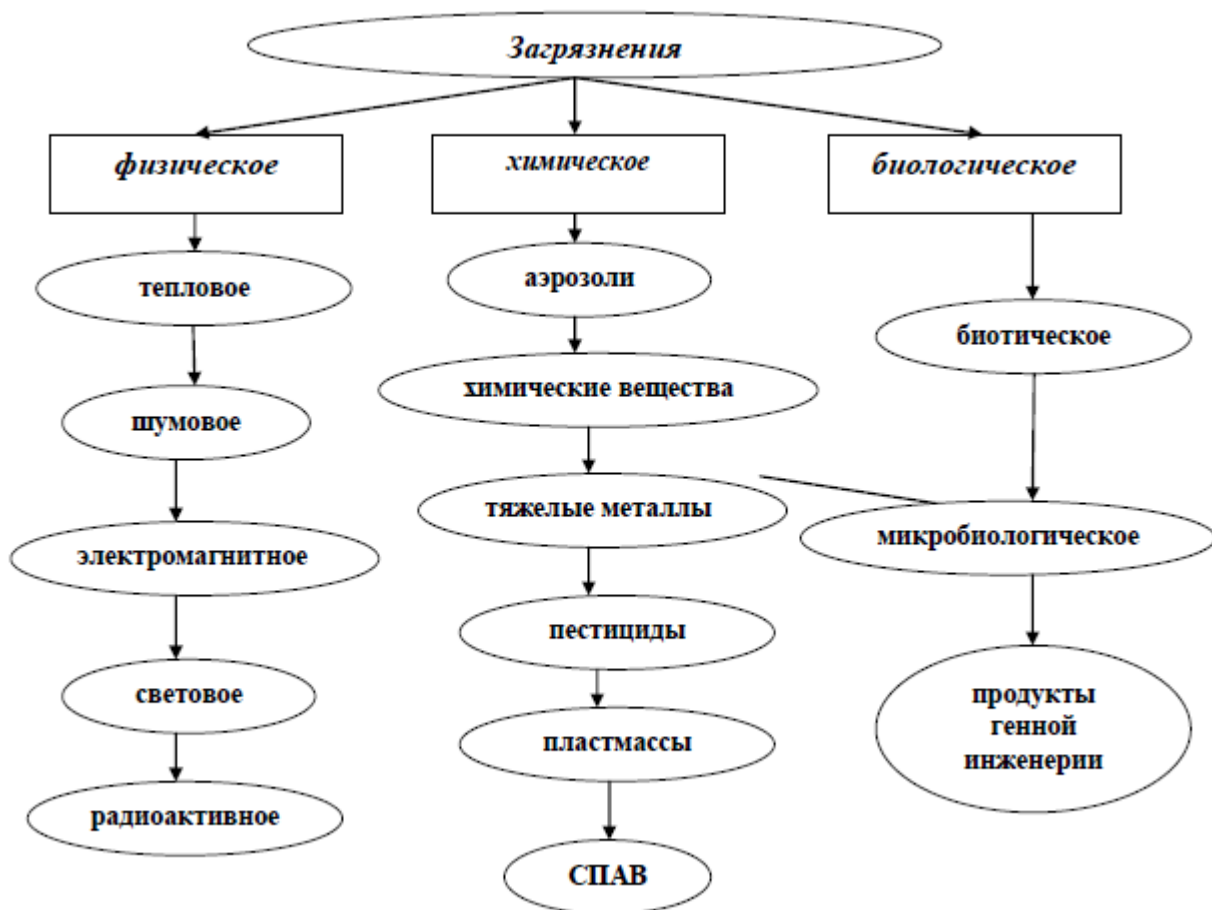 Загрязнения
физическое
химическое
биологическое
тепловое
аэрозоли
биотическое
химические вещества
шумовое
тяжелые металлы
микробиологическое
электромагнитное
пестициды
световое
продукты
генной
инженерии
пластмассы
радиоактивное
СПАВ